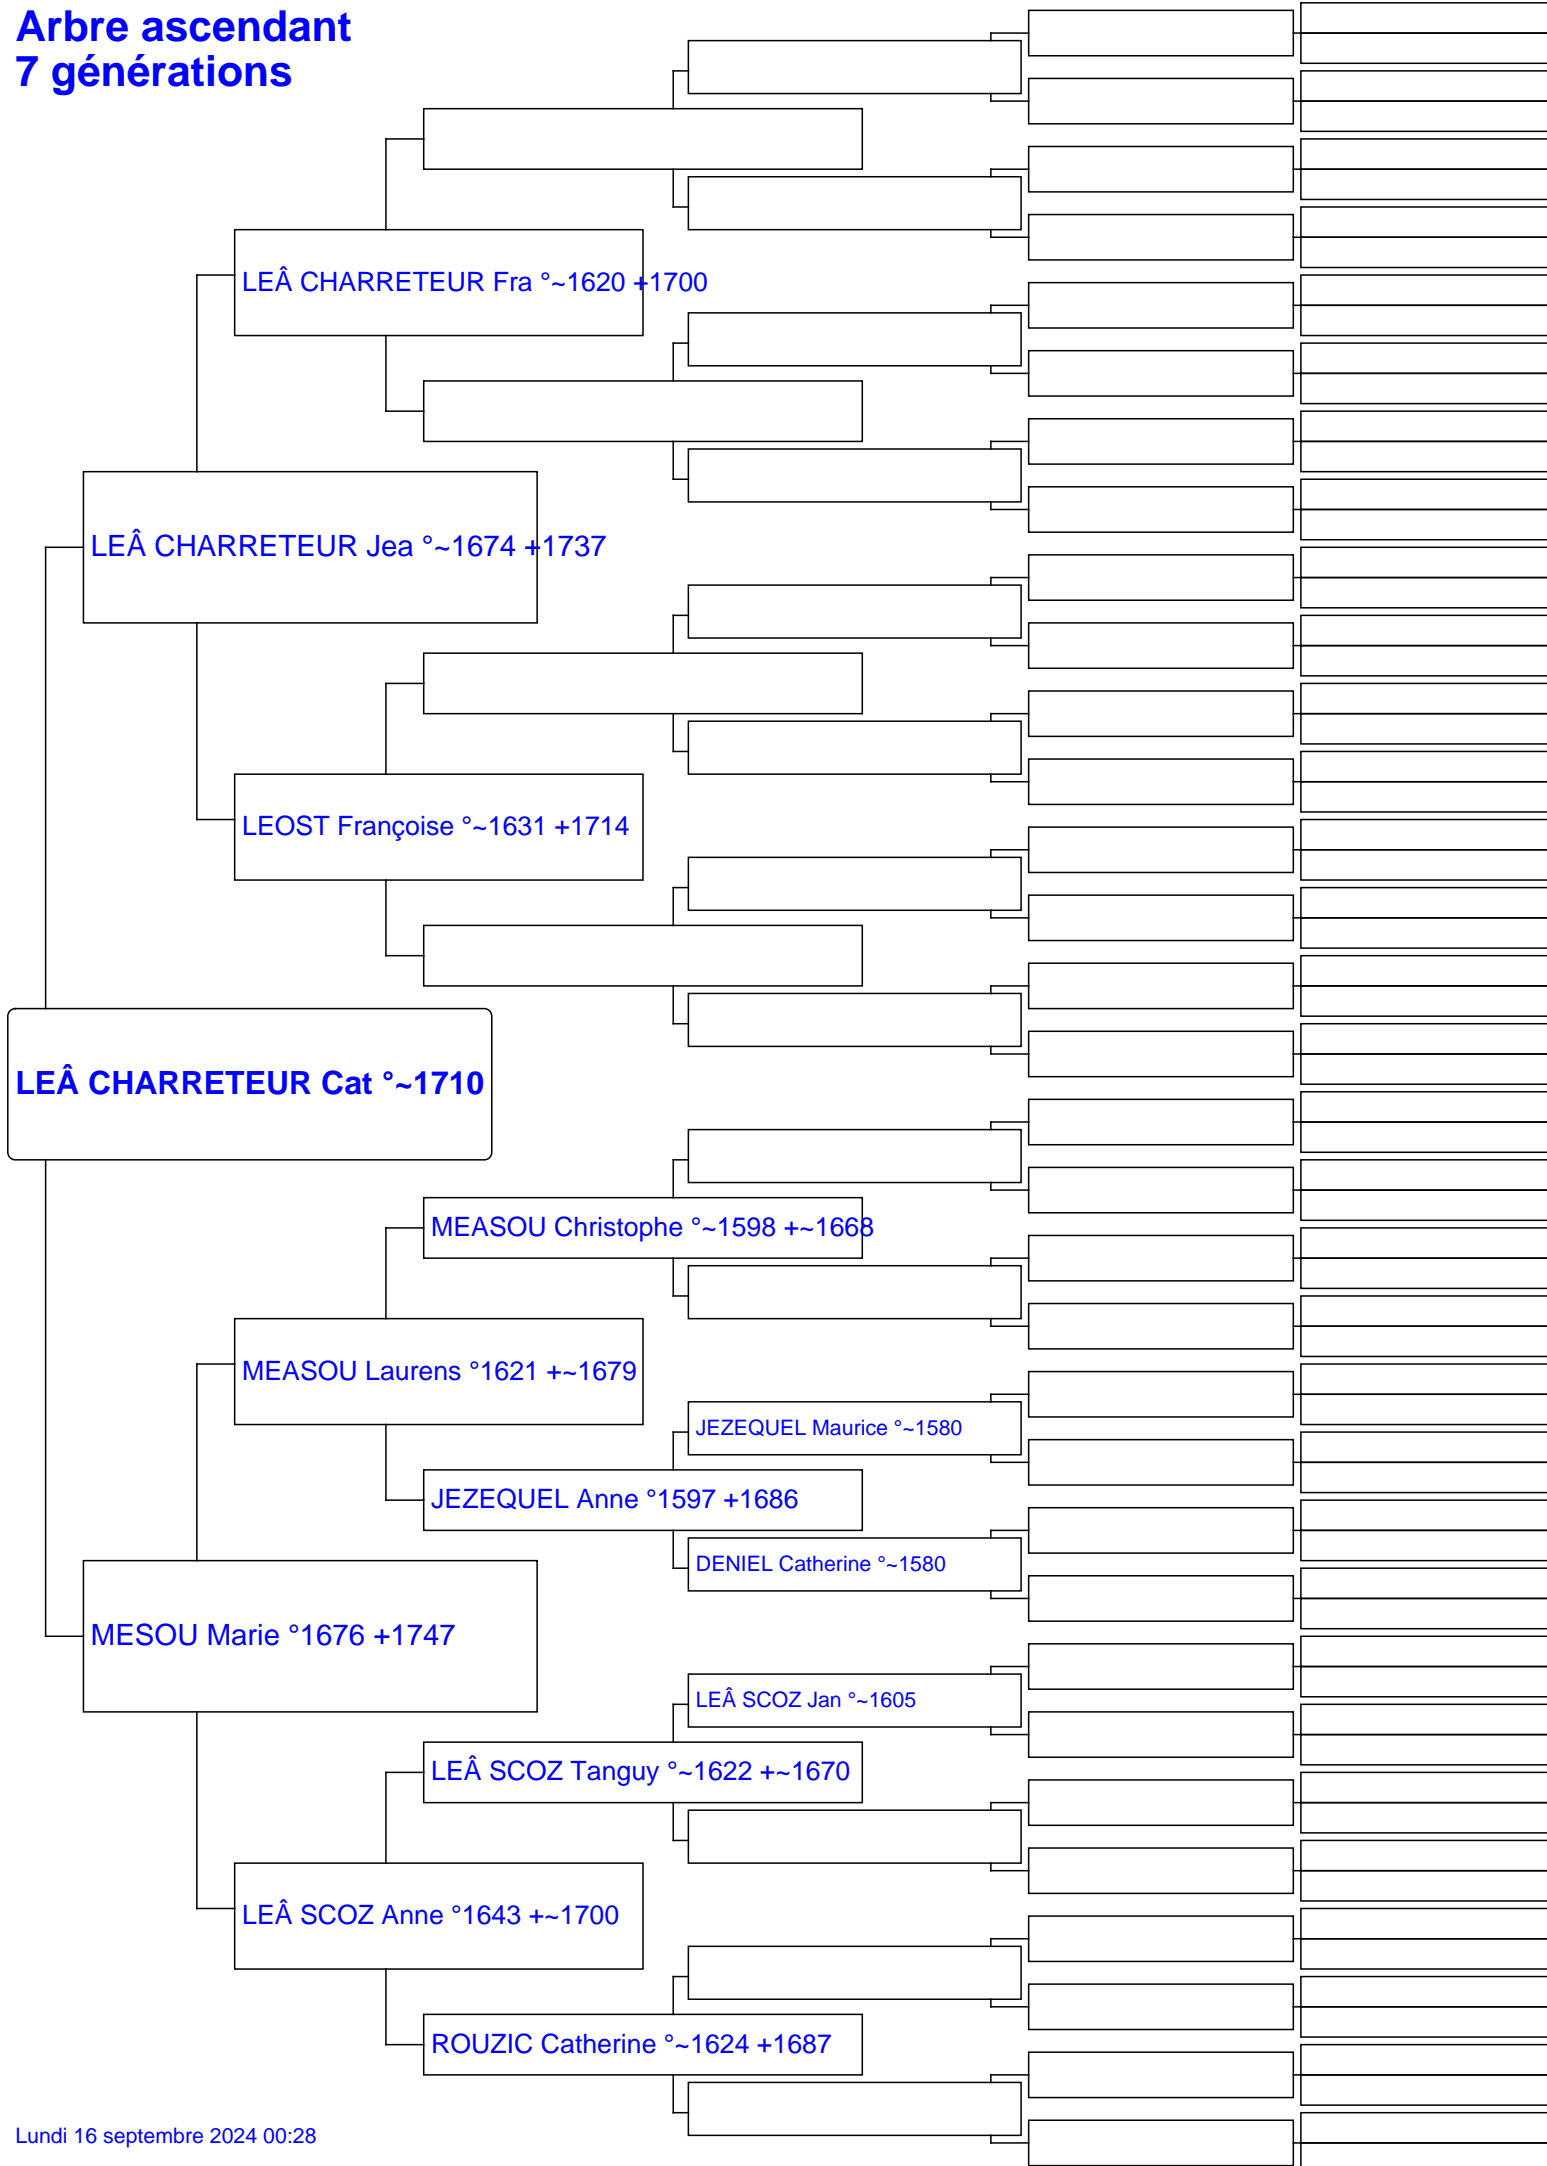 Arbre ascendant
7 générations
LEÂ CHARRETEUR Fra °~1620 +1700
LEÂ CHARRETEUR Jea °~1674 +1737
LEOST Françoise °~1631 +1714
LEÂ CHARRETEUR Cat °~1710
MEASOU Christophe °~1598 +~1668
MEASOU Laurens °1621 +~1679
JEZEQUEL Maurice °~1580
JEZEQUEL Anne °1597 +1686
DENIEL Catherine °~1580
MESOU Marie °1676 +1747
LEÂ SCOZ Jan °~1605
LEÂ SCOZ Tanguy °~1622 +~1670
LEÂ SCOZ Anne °1643 +~1700
ROUZIC Catherine °~1624 +1687
Lundi 16 septembre 2024 00:28